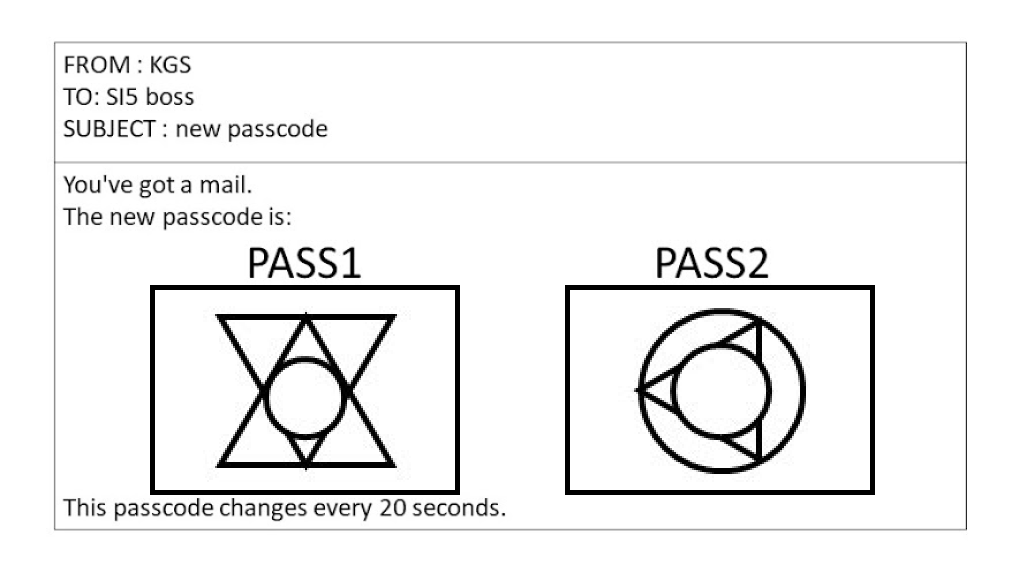 FROM : KGS
TO: SI5 boss
SUBJECT : new passcode
You've got a mail.
The new passcode is:
PASS1 PASS2
This passcode changes every 20 seconds.